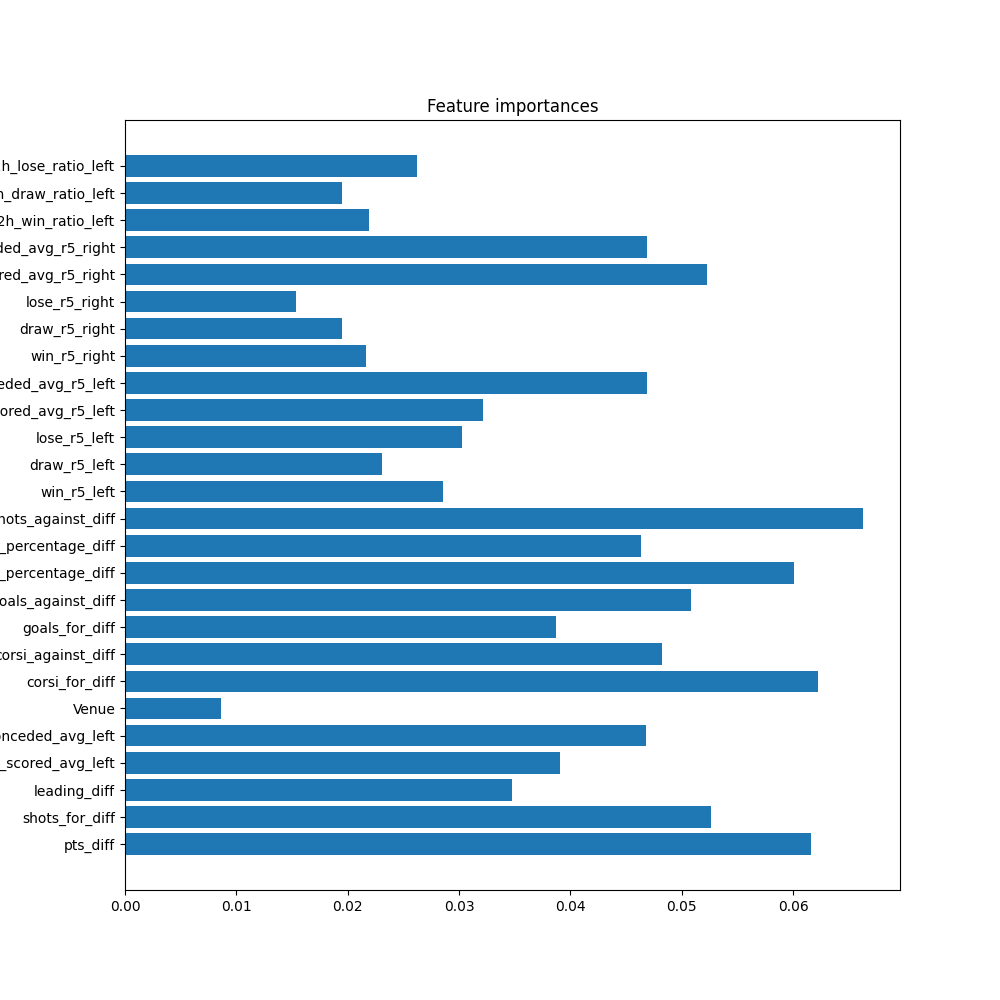 Feature importances
h_lose_ratio_left
h_draw_ratio_left
2h_win_ratio_left
ded_avg_r5_right
red_avg_r5_right
lose_r5_right
draw_r5_right
win_r5_right
eded_avg_r5_left
ored_avg_r5_left
lose_r5_left
draw_r5_left
win_r5_left
hots_against_diff
_percentage_diff
_percentage_diff
oals_against_diff
goals_for_diff
corsi_against_diff
corsi_for_diff
Venue
onceded_avg_left
_scored_avg_left
leading_diff
shots_for_diff
pts_diff
0.00 0.01 0.02 0.03 0.04 0.05 0.06